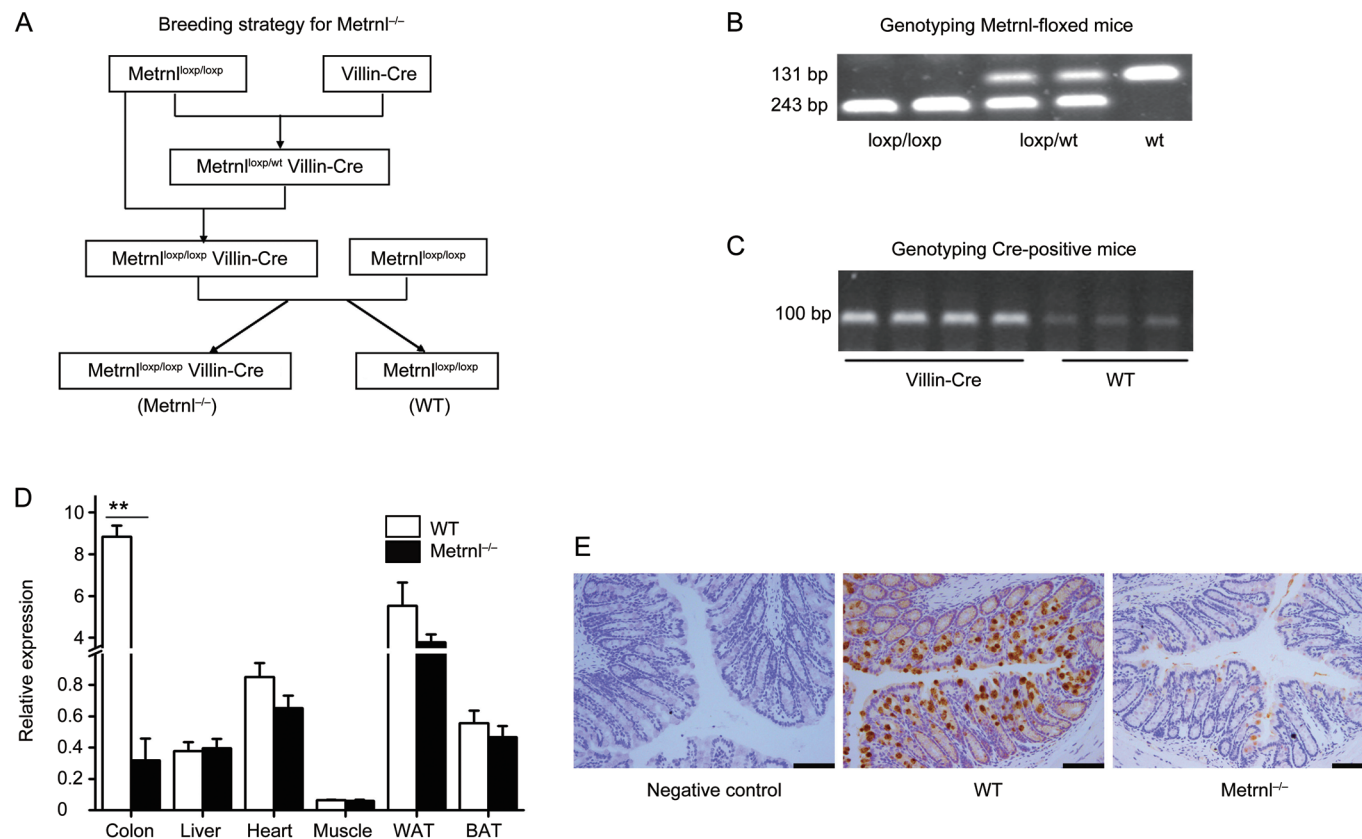 A
Breeding strategy for Metrnl–/–
Metrnlloxp/loxp
Villin-Cre
Metrnlloxp/wt Villin-Cre
Metrnlloxp/loxp Villin-Cre
Metrnlloxp/loxp
Metrnlloxp/loxp Villin-Cre
Metrnlloxp/loxp
(Metrnl–/–)
(WT)
B
Genotyping Metrnl-floxed mice
131 bp
243 bp
loxp/loxp
loxp/wt
wt
C
Genotyping Cre-positive mice
100 bp
Villin-Cre
WT
D
**
WT
Metrnl–/–
Relative expression
10
8
6
4
0.8
0.6
0.4
0.2
0
Colon
Liver
Heart
Muscle
WAT
BAT
E
Negative control
WT
Metrnl–/–